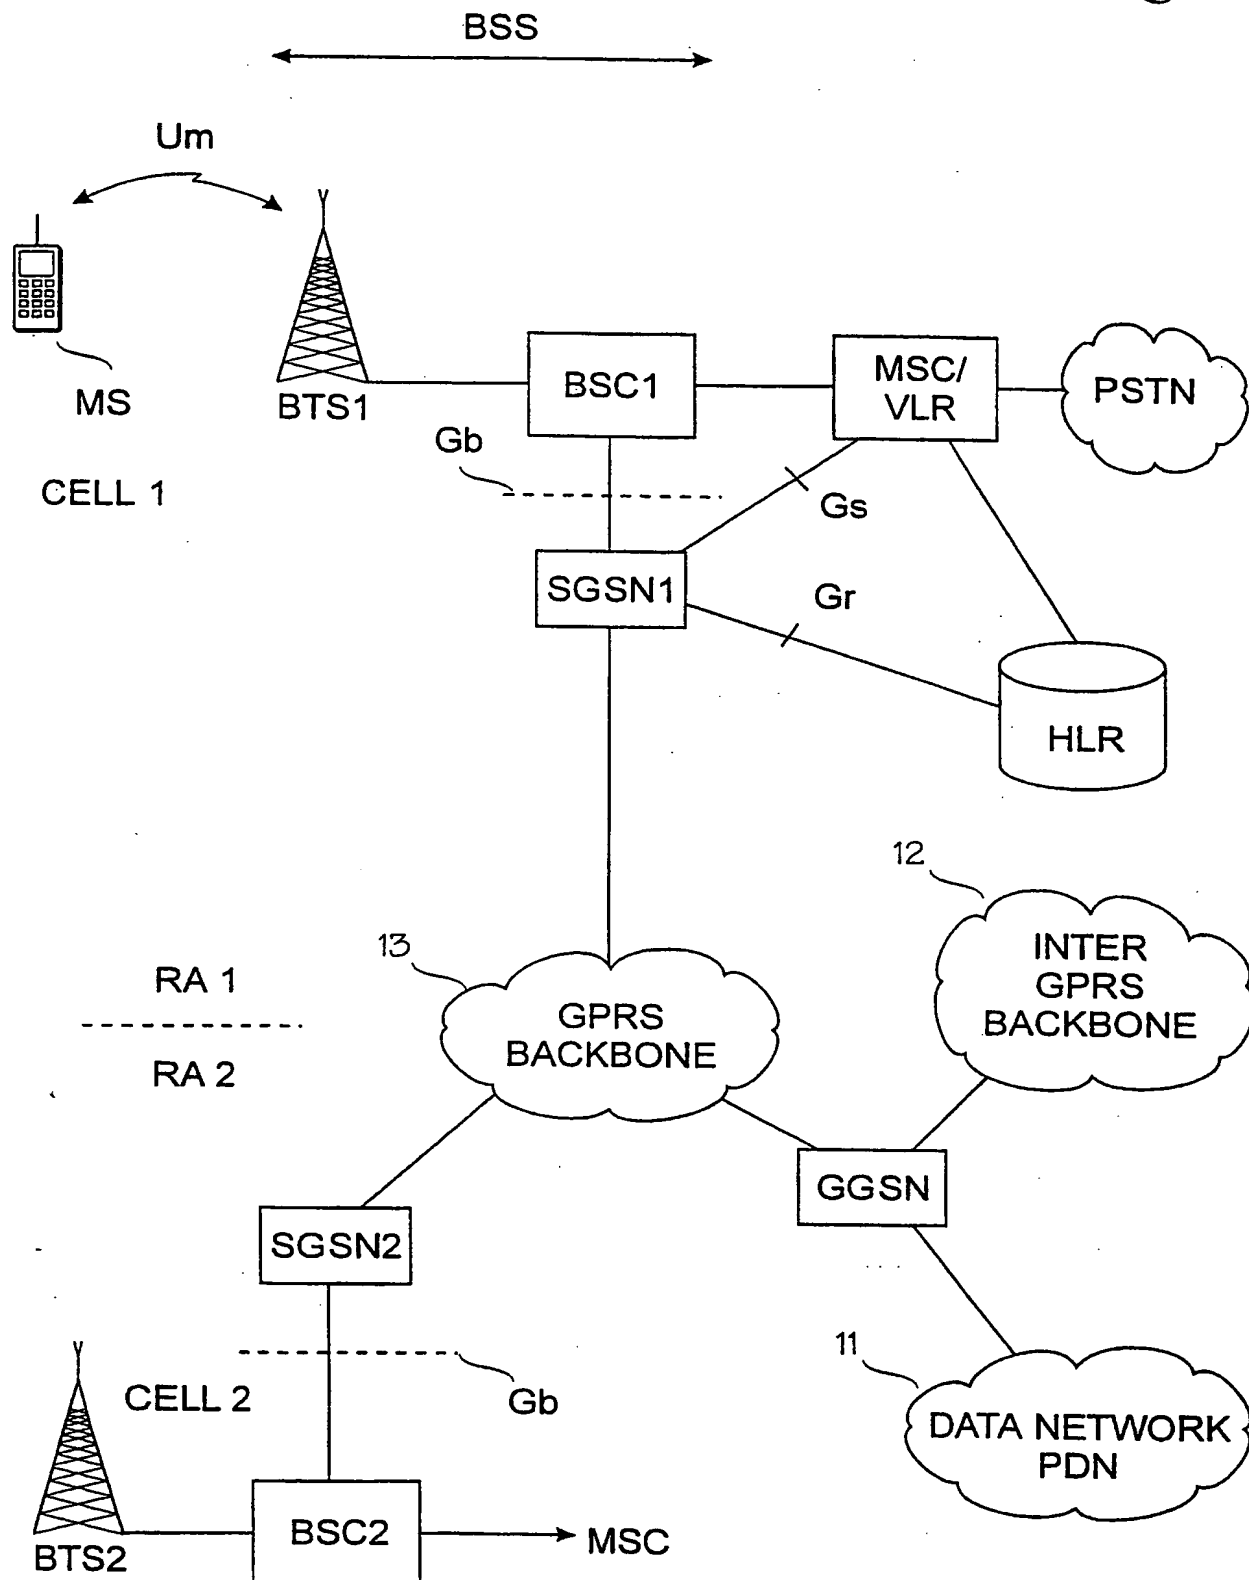 BSS
Um
MS
BTS1
BSC1
MSC/
VLR
PSTN
CELL 1
Gb
Gs
SGSN1
Gr
HLR
12
13
INTER
GPRS
BACKBONE
RA 1
GPRS
BACKBONE
RA 2
GGSN
SGSN2
11
CELL 2
Gb
DATA NETWORK
PDN
BTS2
BSC2
MSC